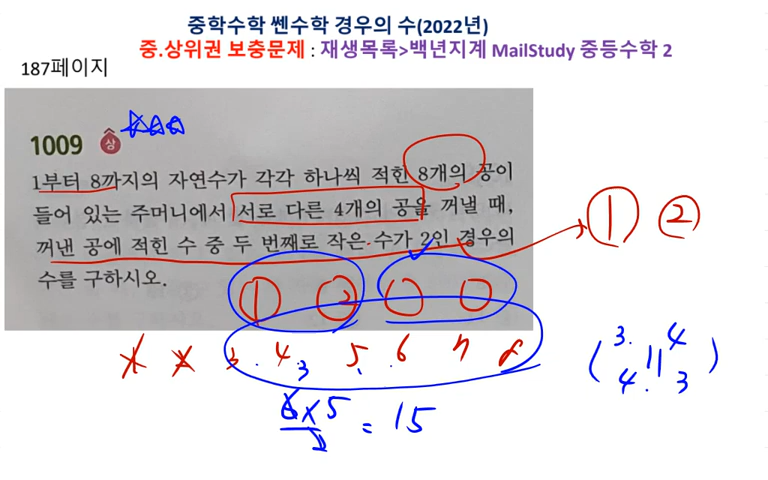 중학수학 쎈수학 경우의 수(2022년)
중.상위권 보충문제 : 재생목록>백년지계 MailStudy 중등수학 2
187페이지
1009 상
1부터 8까지의 자연수가 각각 하나씩 적힌 8개의 공이
들어 있는 주머니에서 서로 다른 4개의 공을 꺼낼 때,
꺼낸 공에 적힌 수 중 두 번째로 작은 수가 2인 경우의
수를 구하시오.
1 2
1 2
3. 4. 5. 6 7 8
3
3. 4
4. 3
6×5 = 15
2